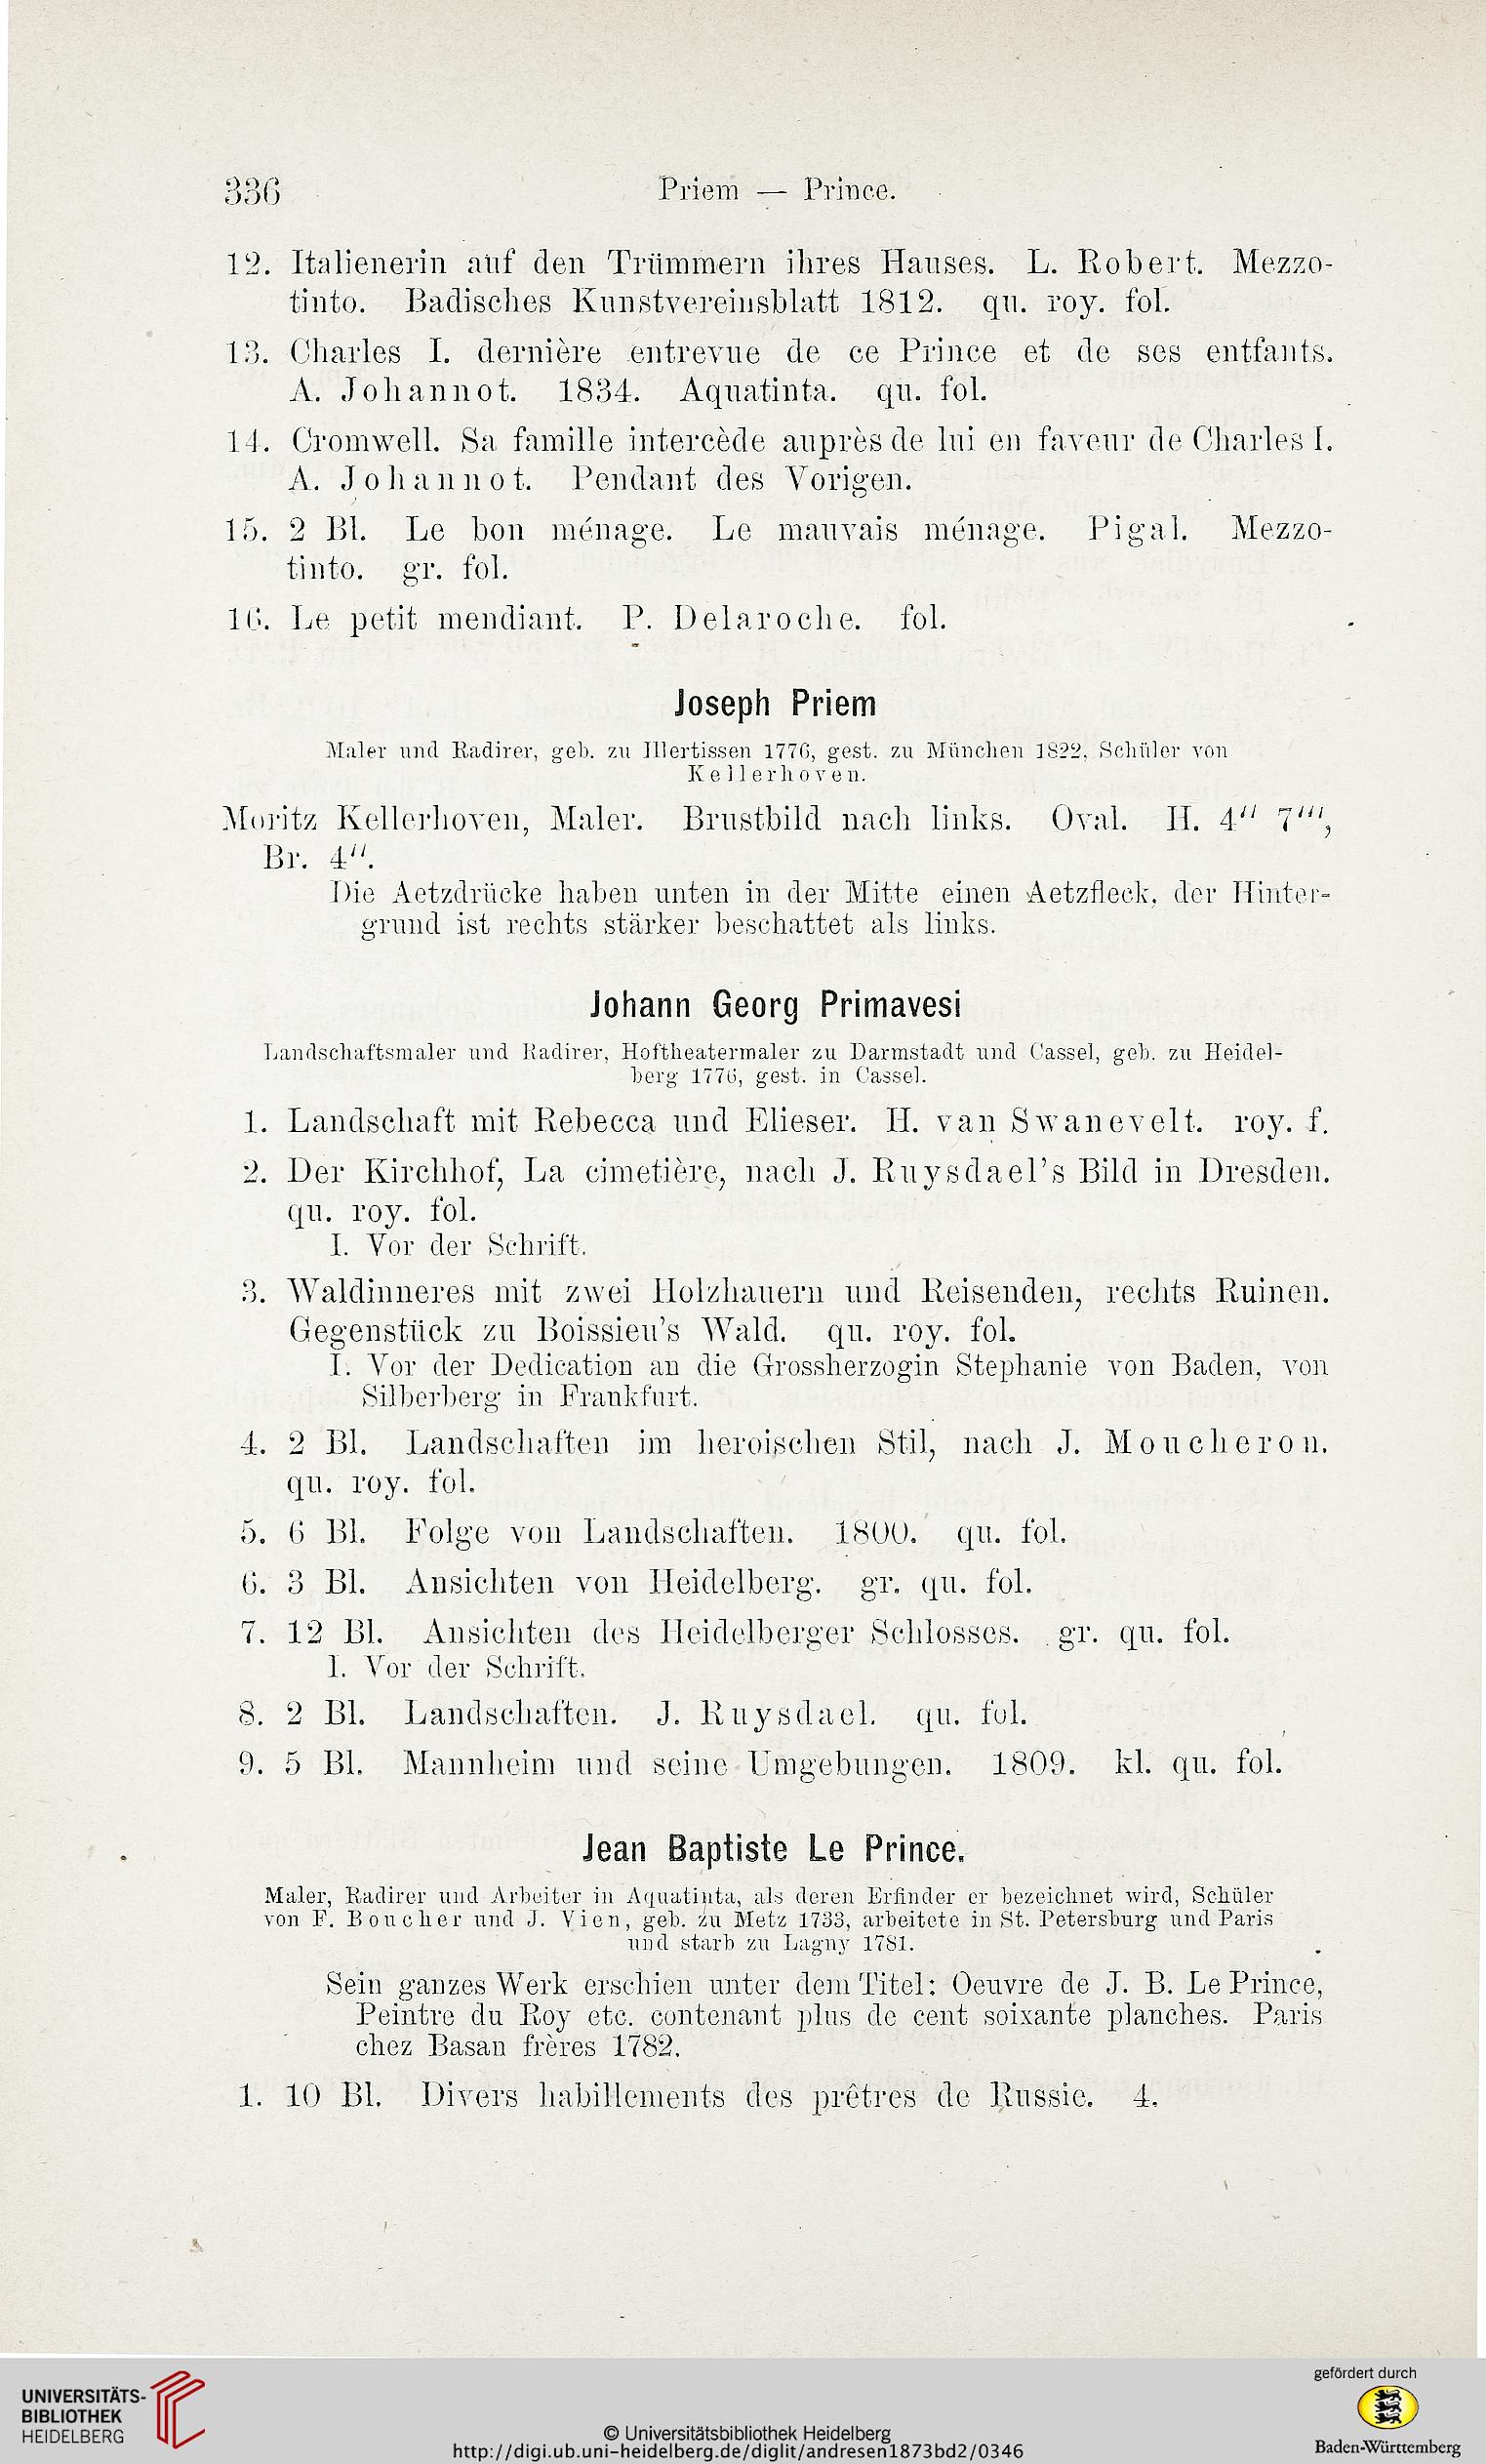 336
Priem — Prince.
12. Italienerin auf den Trümmern ihres Hauses. L. Robert. Mezzo-
tinto. Badisches Kunstvereinsblatt 1812. qu. roy. fol.
13. Charles I. dernière entrevue de ce Prince et de ses entfants.
A. Johannot. 1834. Aquatinta. qu. fol.
14. Cromwell. Sa famille intercède auprès de lui en faveur de Charles I.
A. Johannot. Pendant des Vorigen.
15. 2 Bl. Le bon ménage. Le mauvais ménage. Pigal. Mezzo-
tinto. gr. fol.
16. Le petit mendiant. P. Delaroche. fol.
Joseph Priem
Maler und Radirer, geb. zu Illertissen 1776, gest. zu München 1822, Schüler von
Kellerhoven.
Moritz Kellerhoven, Maler. Brustbild nach links. Oval. H. 4′′ 7′′′,
Br. 4′′.
Die Aetzdrücke haben unten in der Mitte einen Aetzfleck, der Hinter-
grund ist rechts stärker beschattet als links.
Johann Georg Primavesi
Landschaftsmaler und Radirer, Hoftheatermaler zu Darmstadt und Cassel, geb. zu Heidel-
berg 1776, gest. in Cassel.
1. Landschaft mit Rebecca und Elieser. H. van Swanevelt. roy. f.
2. Der Kirchhof, La cimetière, nach J. Ruysdael's Bild in Dresden.
qu. roy. fol.
I. Vor der Schrift.
3. Waldinneres mit zwei Holzhauern und Reisenden, rechts Ruinen.
Gegenstück zu Boissieu's Wald. qu. roy. fol.
I. Vor der Dedication an die Grossherzogin Stephanie von Baden, von
Silberberg in Frankfurt.
4. 2 Bl. Landschaften im heroischen Stil, nach J. Moucheron.
qu. roy. fol.
5. 6 Bl. Folge von Landschaften. 1800. qu. fol.
6. 3 Bl. Ansichten von Heidelberg. gr. qu. fol.
7. 12 Bl. Ansichten des Heidelberger Schlosses. gr. qu. fol.
I. Vor der Schrift.
8. 2 Bl. Landschaften. J. Ruysdael. qu. fol.
9. 5 Bl. Mannheim und seine Umgebungen. 1809. kl. qu. fol.
Jean Baptiste Le Prince.
Maler, Radirer und Arbeiter in Aquatinta, als deren Erfinder er bezeichnet wird, Schüler
von F. Boucher und J. Vien, geb. zu Metz 1733, arbeitete in St. Petersburg und Paris
und starb zu Lagny 1781.
Sein ganzes Werk erschien unter dem Titel: Oeuvre de J. B. Le Prince,
Peintre du Roy etc. contenant plus de cent soixante planches. Paris
chez Basan frères 1782.
1. 10 Bl. Divers habillements des prêtres de Russie. 4.
UNIVERSITÄTS-
BIBLIOTHEK
HEIDELBERG
© Universitätsbibliothek Heidelberg
http://digi.ub.uni-heidelberg.de/diglit/andresen1873bd2/0346
gefördert durch
Baden-Württemberg